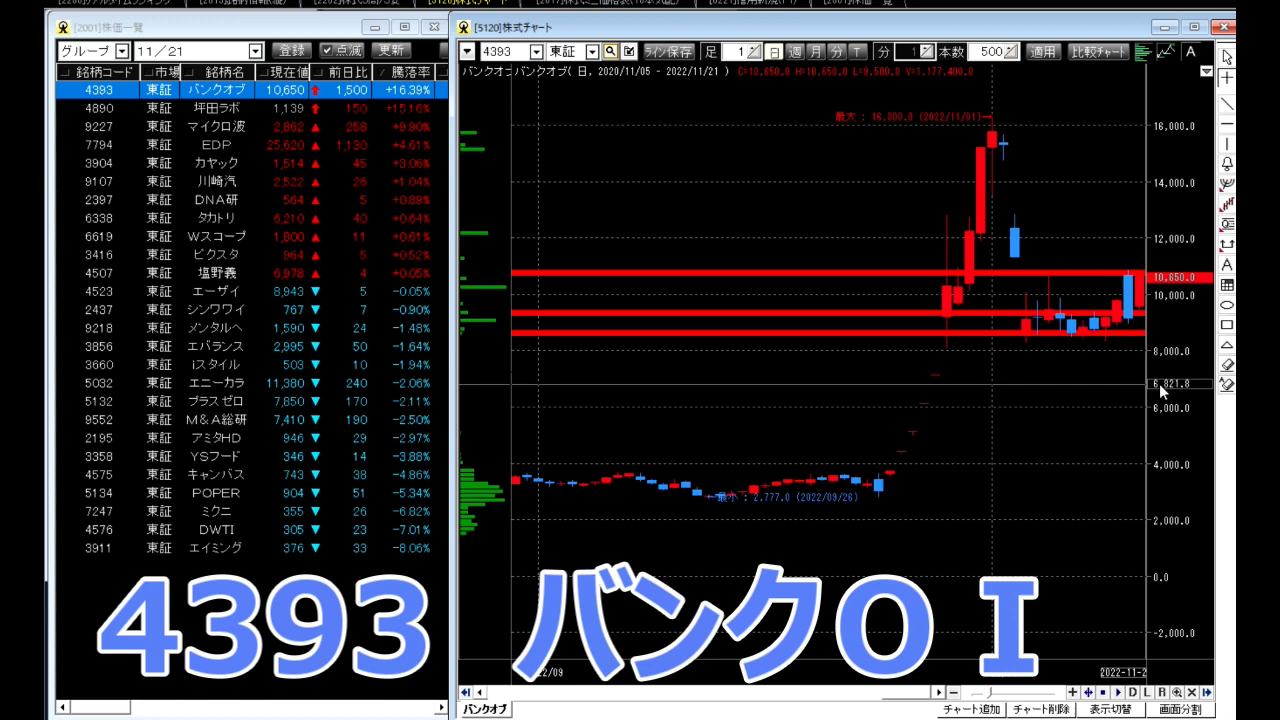 [2001]株価一覧
グループ 11／21 登録 点滅 更新
銘柄コード 市場 銘柄名 現在値 前日比 騰落率
4393 東証 バンクオブ 10,650 1,500 +16.39%
4890 東証 坪田ラボ 1,139 150 +15.16%
9227 東証 マイクロ波 2,862 258 +9.90%
7794 東証 EDP 25,620 1,130 +4.61%
3904 東証 カヤック 1,514 45 +3.06%
9107 東証 川崎汽 2,522 26 +1.04%
2397 東証 DNA研 564 5 +0.89%
6338 東証 タカトリ 6,210 40 +0.64%
6619 東証 Wスコープ 1,800 11 +0.61%
3416 東証 ピクスタ 964 5 +0.52%
4507 東証 塩野義 6,978 4 +0.05%
4523 東証 エーザイ 8,943 5 -0.05%
2437 東証 シンワワイ 767 7 -0.90%
9218 東証 メンタルヘ 1,590 24 -1.48%
3856 東証 エバランス 2,995 50 -1.64%
3660 東証 iスタイル 503 10 -1.94%
5032 東証 エニーカラ 11,380 240 -2.06%
5132 東証 プラスゼロ 7,850 170 -2.11%
9552 東証 M＆A総研 7,410 190 -2.50%
2195 東証 アミタHD 946 29 -2.97%
3358 東証 YSフード 346 14 -3.88%
4575 東証 キャンバス 743 38 -4.86%
5134 東証 POPER 904 51 -5.34%
7247 東証 ミクニ 355 26 -6.82%
4576 東証 DWTI 305 23 -7.01%
3911 東証 エイミング 376 33 -8.06%
[5120]株式チャート
4393 東証 ライン保存 足 1 日 週 月 分 T 分 1 本数 500 適用 比較チャート A
バンクオブ バンクオブ( 日, 2020/11/05 - 2022/11/21 ) C=10,650.0 H=10,650.0 L=9,500.0 V=1,177,400.0
最大 : 16,000.0 (2022/11/01)→
16,000.0
14,000.0
12,000.0
10,650.0
10,000.0
8,000.0
6,821.8
6,000.0
4,000.0
←最小 : 2,777.0 (2022/09/26)
2,000.0
0.0
-2,000.0
4393 バンクＯＩ
22/09 2022-11-2
D L R
バンクオブ チャート追加 チャート削除 表示切替 画面分割